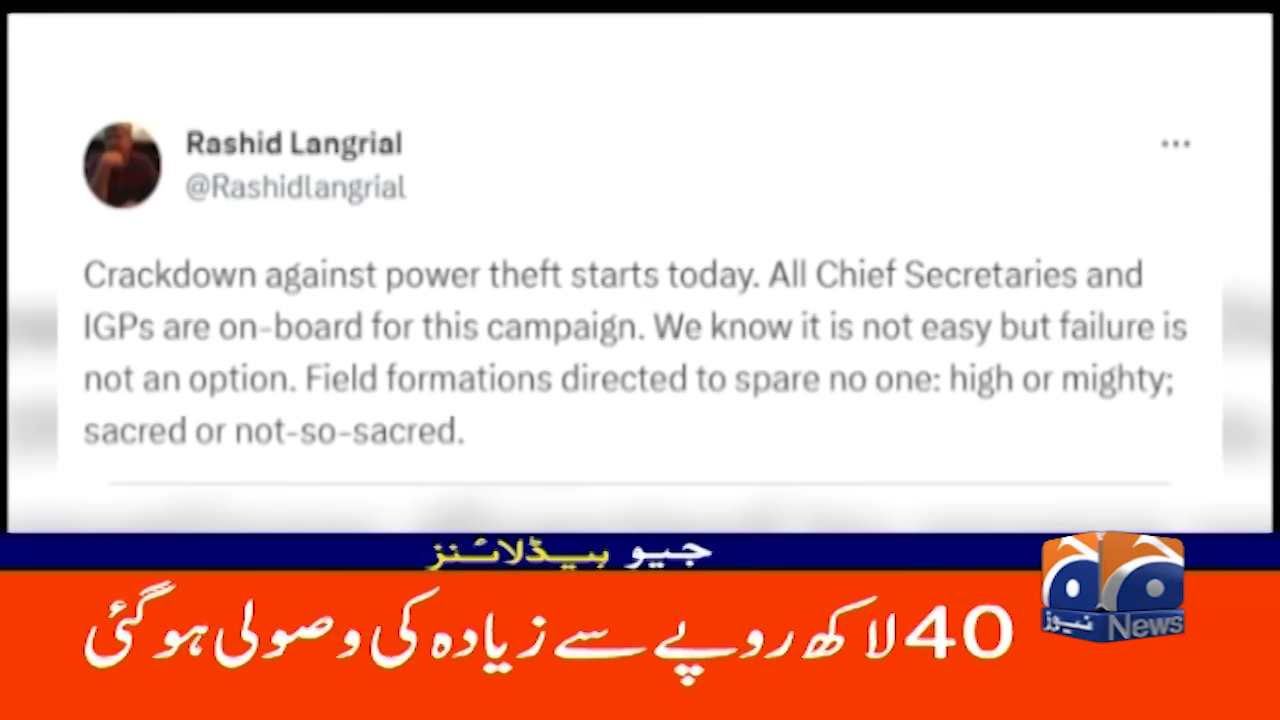 Rashid Langrial
@Rashidlangrial
Crackdown against power theft starts today. All Chief Secretaries and
IGPs are on-board for this campaign. We know it is not easy but failure is
not an option. Field formations directed to spare no one: high or mighty;
sacred or not-so-sacred.
جیو ہیڈلائنز
40 لاکھ روپے سے زیادہ کی وصولی ہوگئی
نیوز News